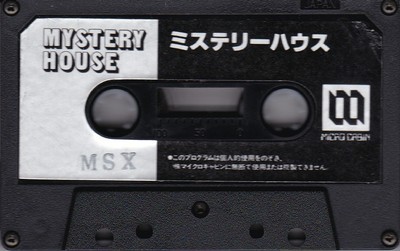 MYSTERY
HOUSE
ミステリーハウス
MICRO CABIN
MSX
●このプログラムは個人的使用をのぞき、
㈱マイクロキャビンに無断で使用または複製できません。